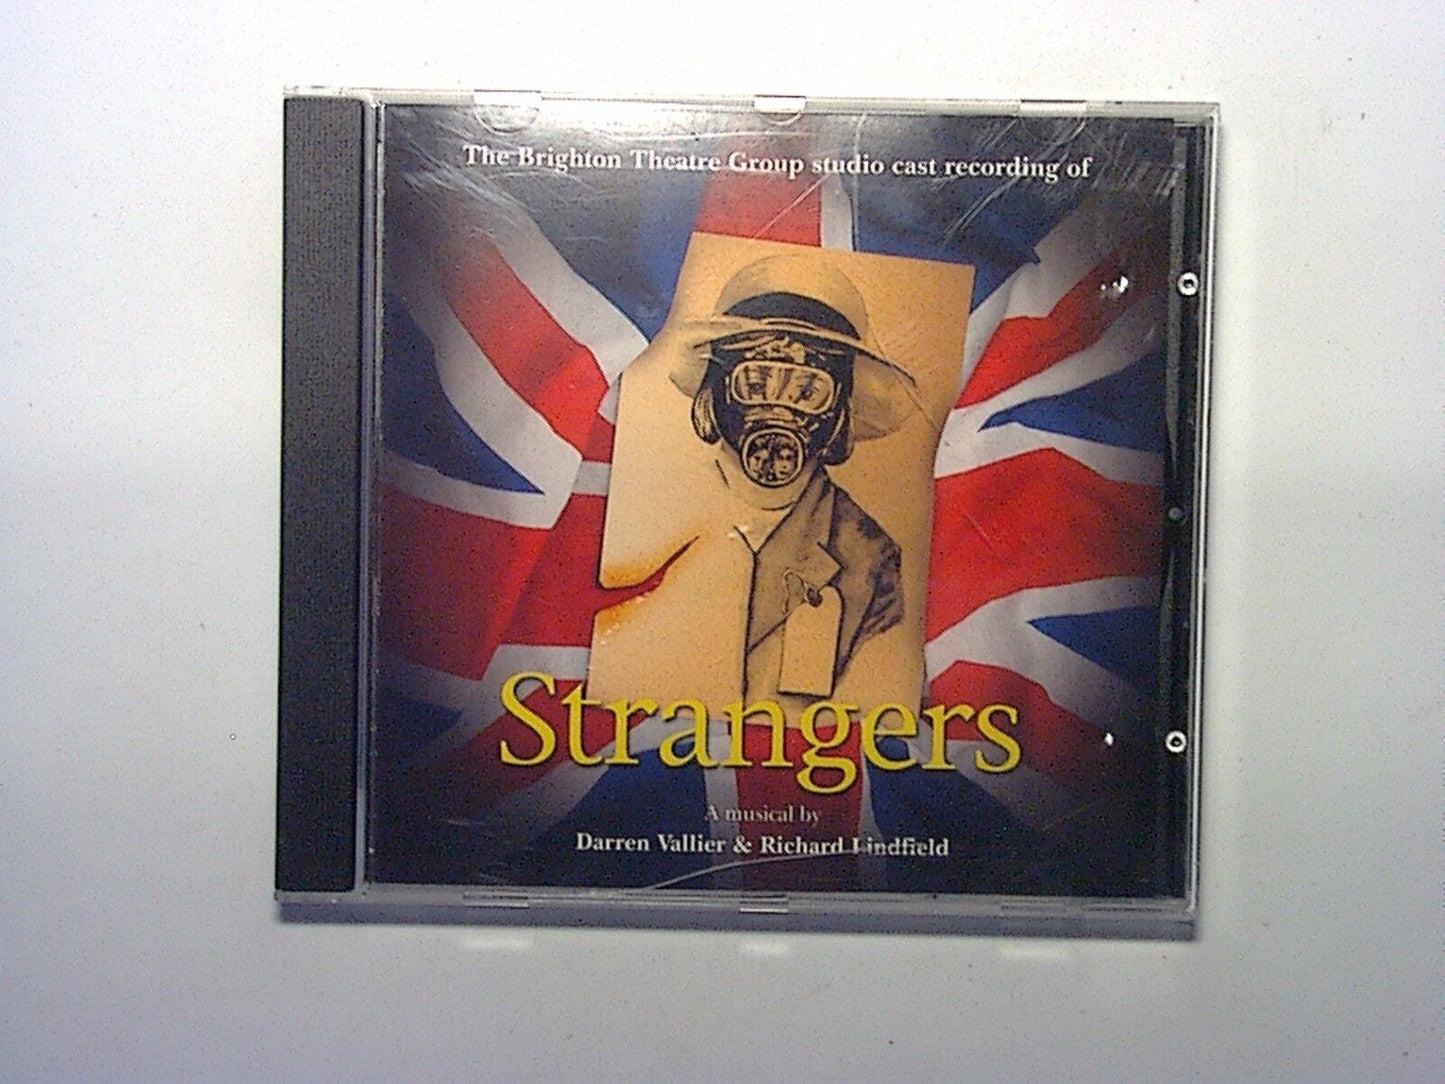 The Brighton Theatre Group studio cast recording of
Strangers
A musical by
Darren Vallier & Richard Lindfield